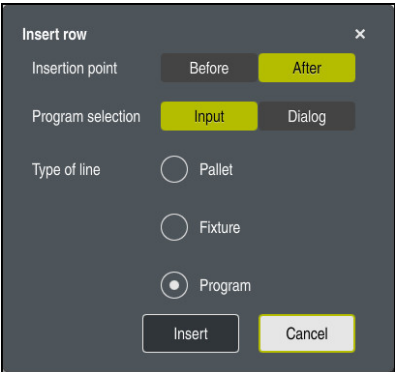 Insert row ×
Insertion point Before After
Program selection Input Dialog
Type of line Pallet
Fixture
Program
Insert Cancel